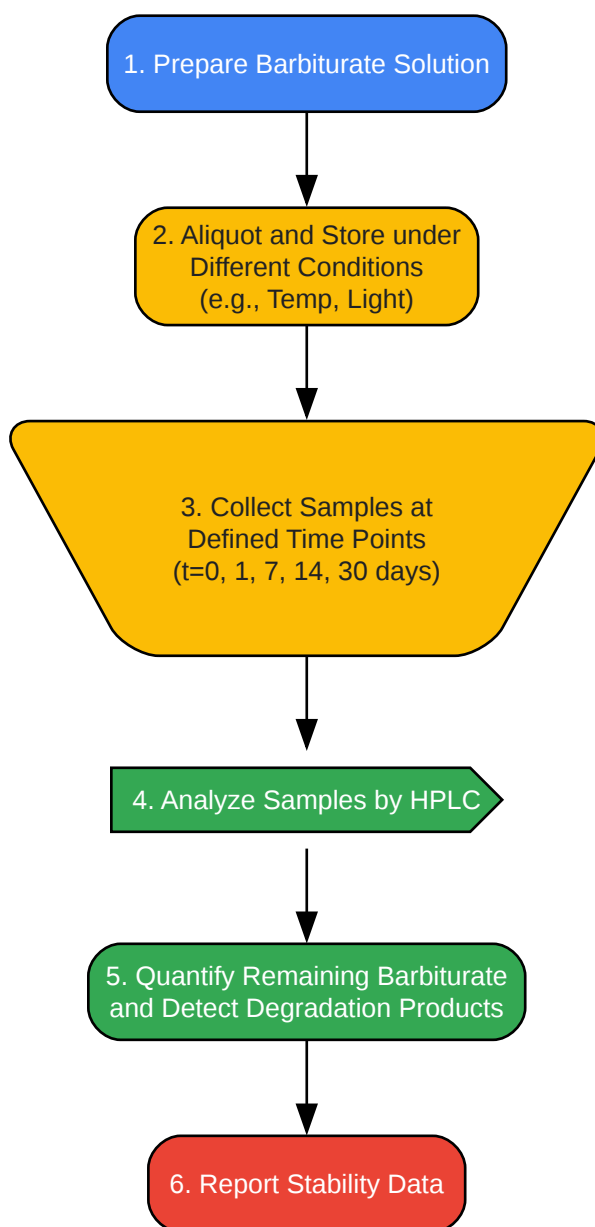 1. Prepare Barbiturate Solution
2. Aliquot and Store under
Different Conditions
(e.g., Temp, Light)
3. Collect Samples at
Defined Time Points
(t=0, 1, 7, 14, 30 days)
4. Analyze Samples by HPLC
5. Quantify Remaining Barbiturate
and Detect Degradation Products
6. Report Stability Data